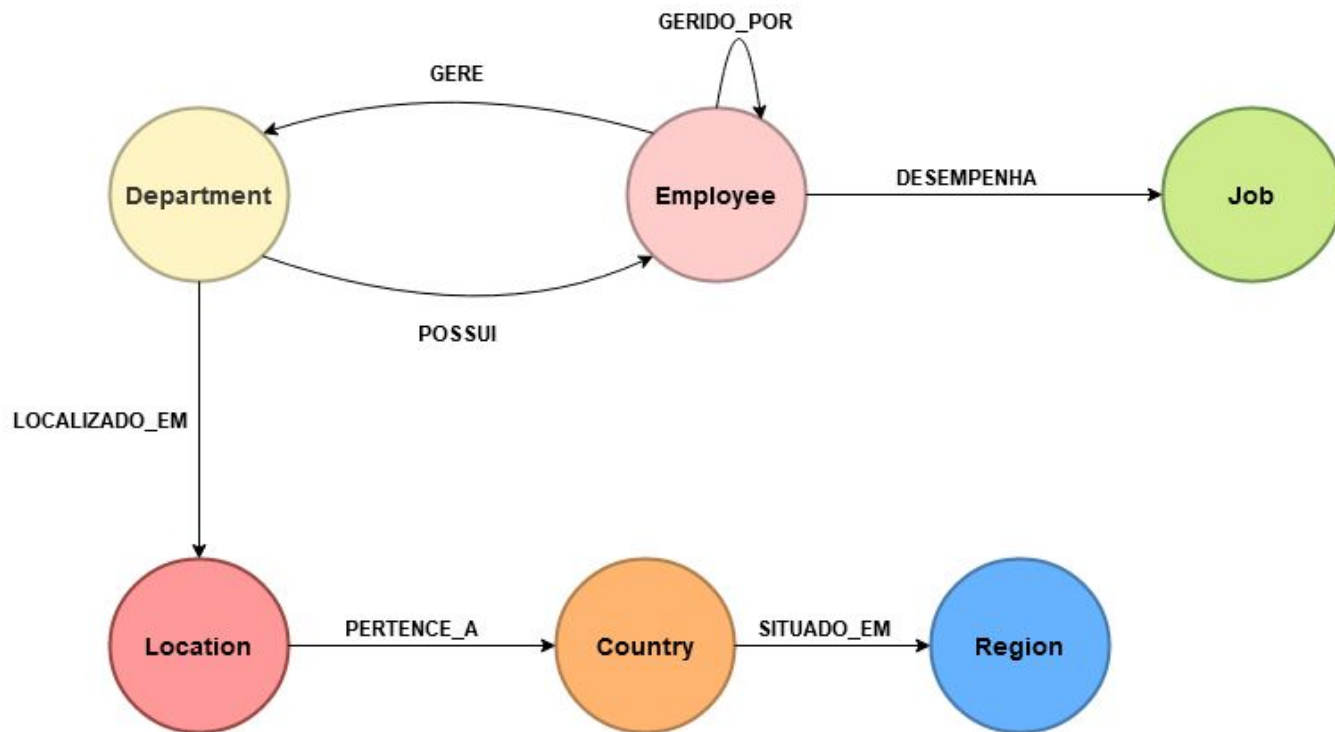 GERIDO_POR
GERE
Department
Employee
DESEMPENHA
Job
POSSUI
LOCALIZADO_EM
Location
PERTENCE_A
Country
SITUADO_EM
Region